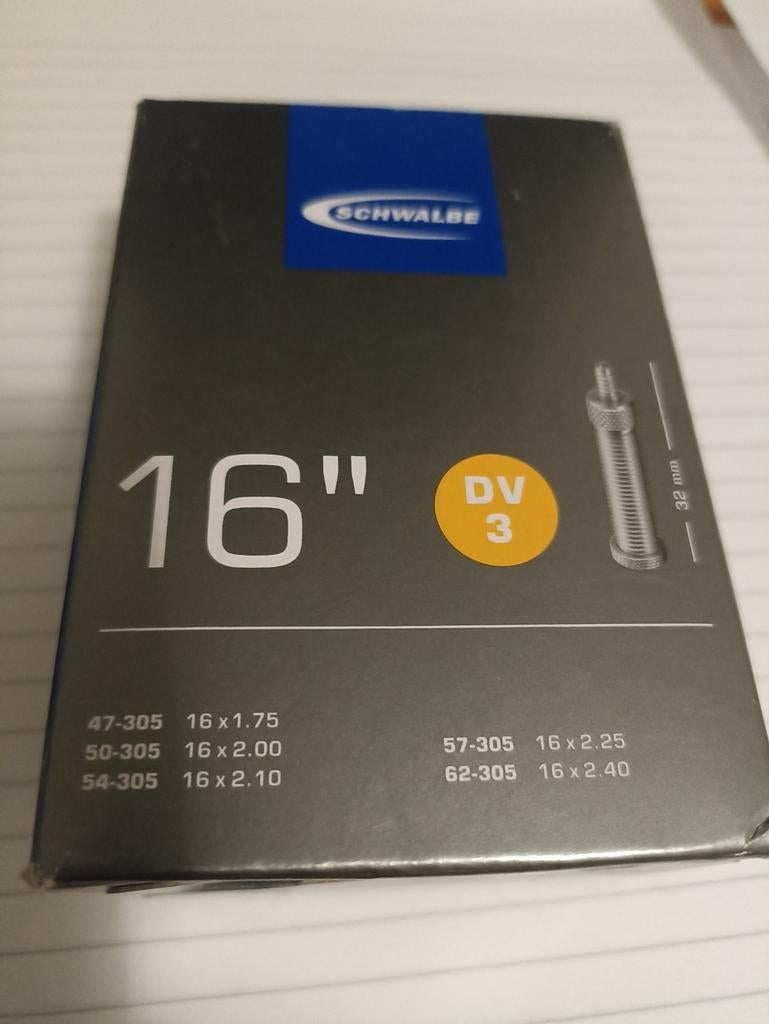 SCHWALBE
16"
DV
3
32 mm
47-305 16 x 1.75
50-305 16 x 2.00
54-305 16 x 2.10
57-305 16 x 2.25
62-305 16 x 2.40